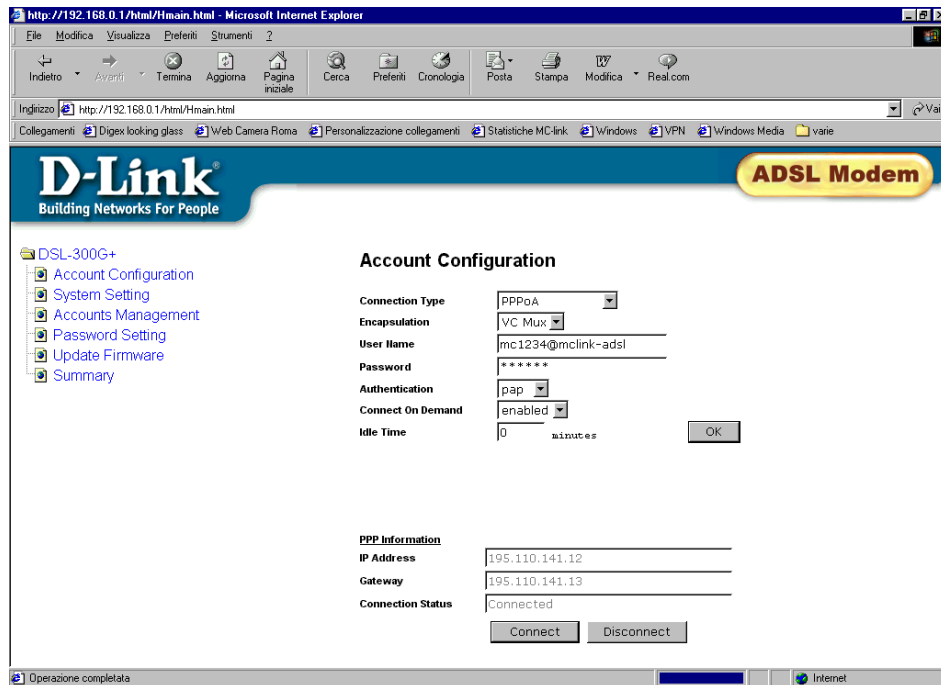 http://192.168.0.1/html/Hmain.html - Microsoft Internet Explorer
File Modifica Visualizza Preferiti Strumenti ?
Indietro Avanti Termina Aggiorna Pagina iniziale Cerca Preferiti Cronologia Posta Stampa Modifica Real.com
Indirizzo http://192.168.0.1/html/Hmain.html Vai
Collegamenti Digex looking glass Web Camera Roma Personalizzazione collegamenti Statistiche MC-link Windows VPN Windows Media varie
D-Link®
Building Networks For People
ADSL Modem
DSL-300G+
Account Configuration
System Setting
Accounts Management
Password Setting
Update Firmware
Summary
Account Configuration
Connection Type PPPoA
Encapsulation VC Mux
User Name mc1234@mclink-adsl
Password ******
Authentication pap
Connect On Demand enabled
Idle Time 0 minutes OK
PPP Information
IP Address 195.110.141.12
Gateway 195.110.141.13
Connection Status Connected
Connect Disconnect
Operazione completata Internet